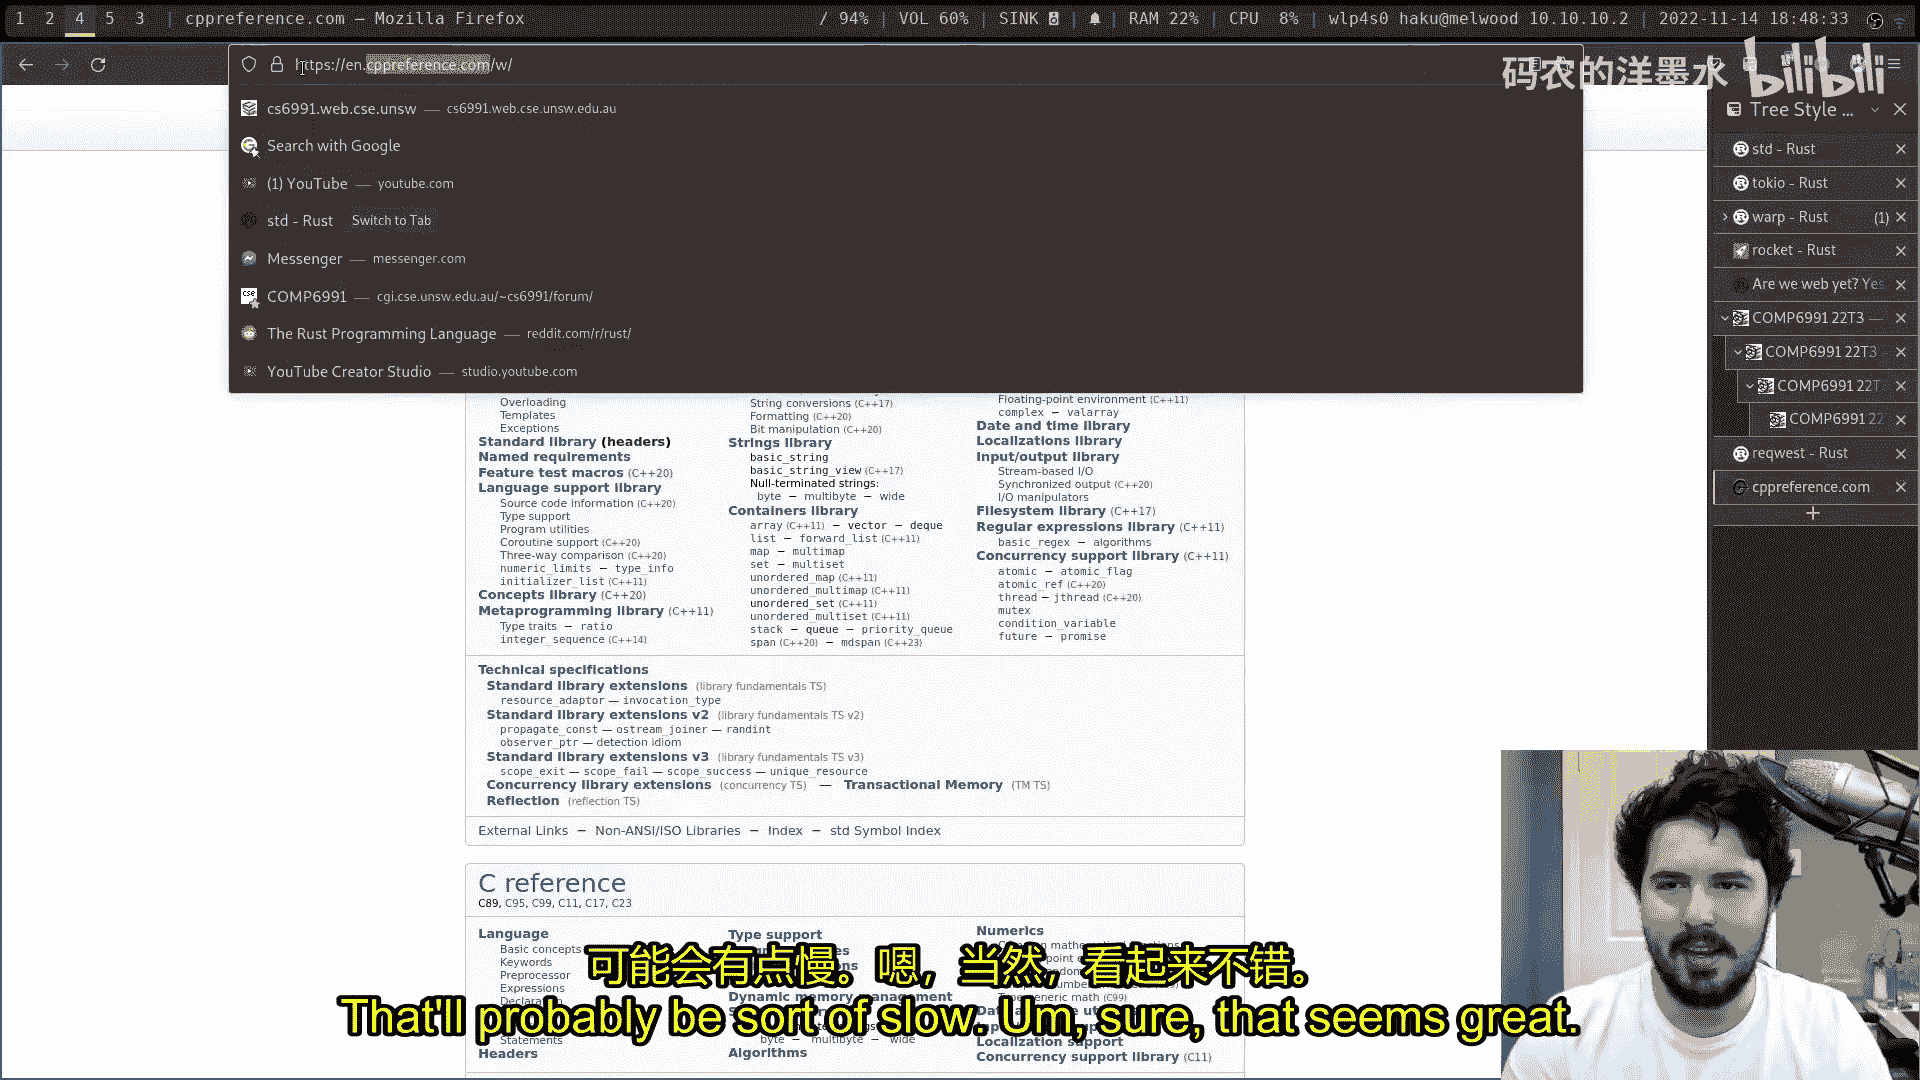 1 2 4 5 3 | cppreference.com — Mozilla Firefox
/ 94% | VOL 60% | SINK | RAM 22% | CPU 8% | wlp4s0 haku@melwood 10.10.10.2 | 2022-11-14 18:48:33
https://en.cppreference.com/w/
码农的洋墨水 bilibili
cs6991.web.cse.unsw — cs6991.web.cse.unsw.edu.au
Search with Google
(1) YouTube — youtube.com
std - Rust Switch to Tab
Messenger — messenger.com
COMP6991 — cgi.cse.unsw.edu.au/~cs6991/forum/
The Rust Programming Language — reddit.com/r/rust/
YouTube Creator Studio — studio.youtube.com
Tree Style ...
std - Rust
tokio - Rust
warp - Rust (1)
rocket - Rust
Are we web yet? Yes
COMP6991 22T3 —
COMP6991 22T3 -
COMP6991 22T
COMP6991 22
reqwest - Rust
cppreference.com
Overloading
Templates
Exceptions
Standard library (headers)
Named requirements
Feature test macros (C++20)
Language support library
Source code information (C++20)
Type support
Program utilities
Coroutine support (C++20)
Three-way comparison (C++20)
numeric_limits − type_info
initializer_list (C++11)
Concepts library (C++20)
Metaprogramming library (C++11)
Type traits − ratio
integer_sequence (C++14)
String conversions (C++17)
Formatting (C++20)
Bit manipulation (C++20)
Strings library
basic_string
basic_string_view (C++17)
Null-terminated strings:
byte − multibyte − wide
Containers library
array (C++11) − vector − deque
list − forward_list (C++11)
map − multimap
set − multiset
unordered_map (C++11)
unordered_multimap (C++11)
unordered_set (C++11)
unordered_multiset (C++11)
stack − queue − priority_queue
span (C++20) − mdspan (C++23)
Floating-point environment (C++11)
complex − valarray
Date and time library
Localizations library
Input/output library
Stream-based I/O
Synchronized output (C++20)
I/O manipulators
Filesystem library (C++17)
Regular expressions library (C++11)
basic_regex − algorithms
Concurrency support library (C++11)
atomic − atomic_flag
atomic_ref (C++20)
thread − jthread (C++20)
mutex
condition_variable
future − promise
Technical specifications
Standard library extensions (library fundamentals TS)
resource_adaptor — invocation_type
Standard library extensions v2 (library fundamentals TS v2)
propagate_const — ostream_joiner — randint
observer_ptr — detection idiom
Standard library extensions v3 (library fundamentals TS v3)
scope_exit — scope_fail — scope_success — unique_resource
Concurrency library extensions (concurrency TS) — Transactional Memory (TM TS)
Reflection (reflection TS)
External Links − Non-ANSI/ISO Libraries − Index − std Symbol Index
C reference
C89, C95, C99, C11, C17, C23
Language
Basic concepts
Keywords
Preprocessor
Expressions
Statements
Headers
Type support
Dynamic memory management
byte − multibyte − wide
Algorithms
Numerics
Type-generic math (C99)
Localization support
Concurrency support library (C11)
可能会有点慢。嗯，当然，看起来不错。
That'll probably be sort of slow. Um, sure, that seems great.